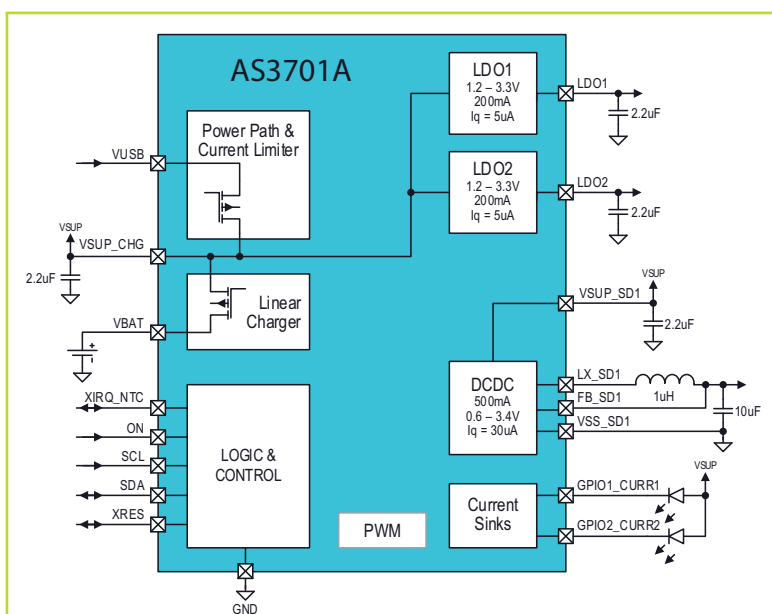 AS3701A
LDO1
1.2 – 3.3V
200mA
Iq = 5uA
LDO1
2.2uF
Power Path &
Current Limiter
VUSB
LDO2
1.2 – 3.3V
200mA
Iq = 5uA
LDO2
2.2uF
VSUP
VSUP_CHG
2.2uF
Linear
Charger
VBAT
+
-
VSUP
VSUP_SD1
2.2uF
DCDC
500mA
0.6 – 3.4V
Iq = 30uA
LX_SD1
1uH
FB_SD1
10uF
VSS_SD1
XIRQ_NTC
ON
SCL
SDA
XRES
LOGIC &
CONTROL
PWM
Current
Sinks
VSUP
GPIO1_CURR1
GPIO2_CURR2
GND